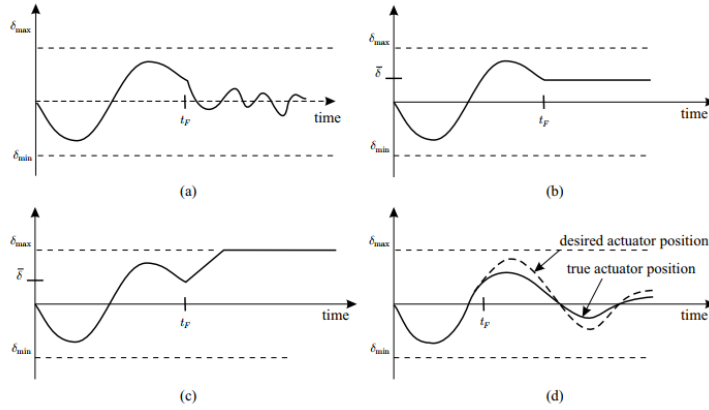 δmax
δmin
tF
time
(a)
δmax
δ̄
δmin
tF
time
(b)
δmax
δ̄
δmin
tF
time
(c)
δmax
desired actuator position
true actuator position
δmin
tF
time
(d)